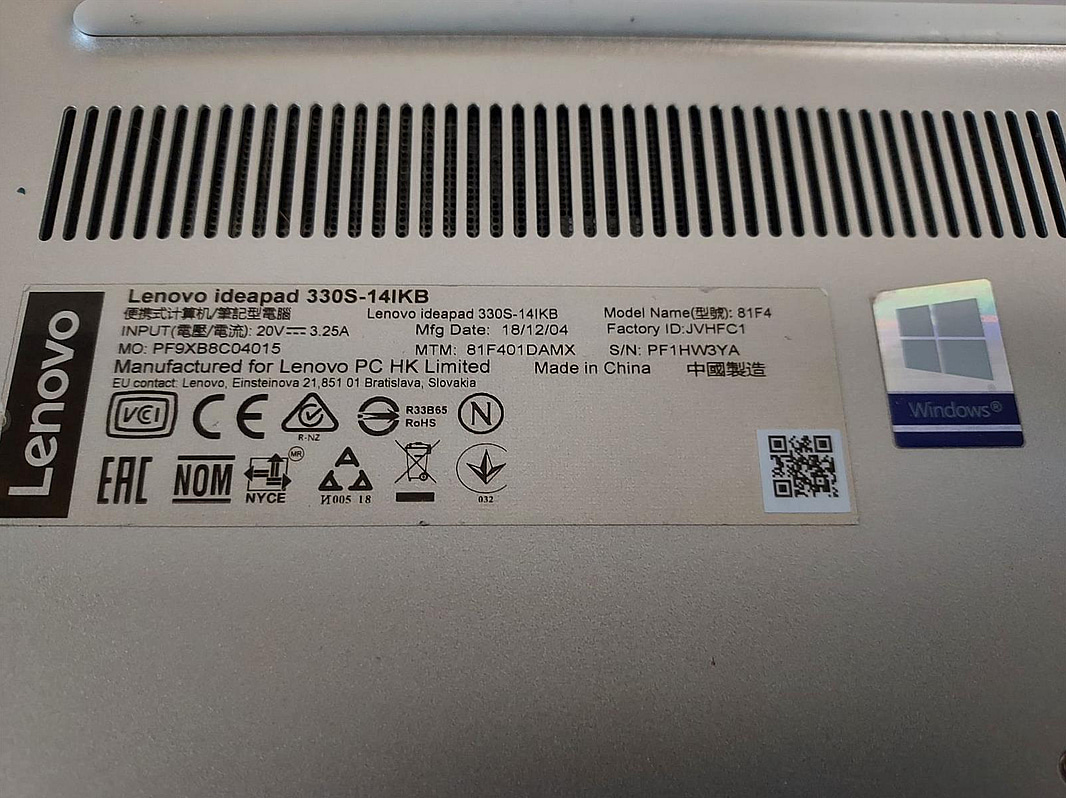 Lenovo
Lenovo ideapad 330S-14IKB
便携式计算机/筆記型電腦 Lenovo ideapad 330S-14IKB Model Name(型號): 81F4
INPUT(電壓/電流): 20V⎓ 3.25A Mfg Date: 18/12/04 Factory ID:JVHFC1
MO: PF9XB8C04015 MTM: 81F401DAMX S/N: PF1HW3YA
Manufactured for Lenovo PC HK Limited Made in China 中國製造
EU contact: Lenovo, Einsteinova 21,851 01 Bratislava, Slovakia
VCI CE R-NZ R33B65 RoHS N
EAC NOM NYCE MR И005 18 032
Windows®